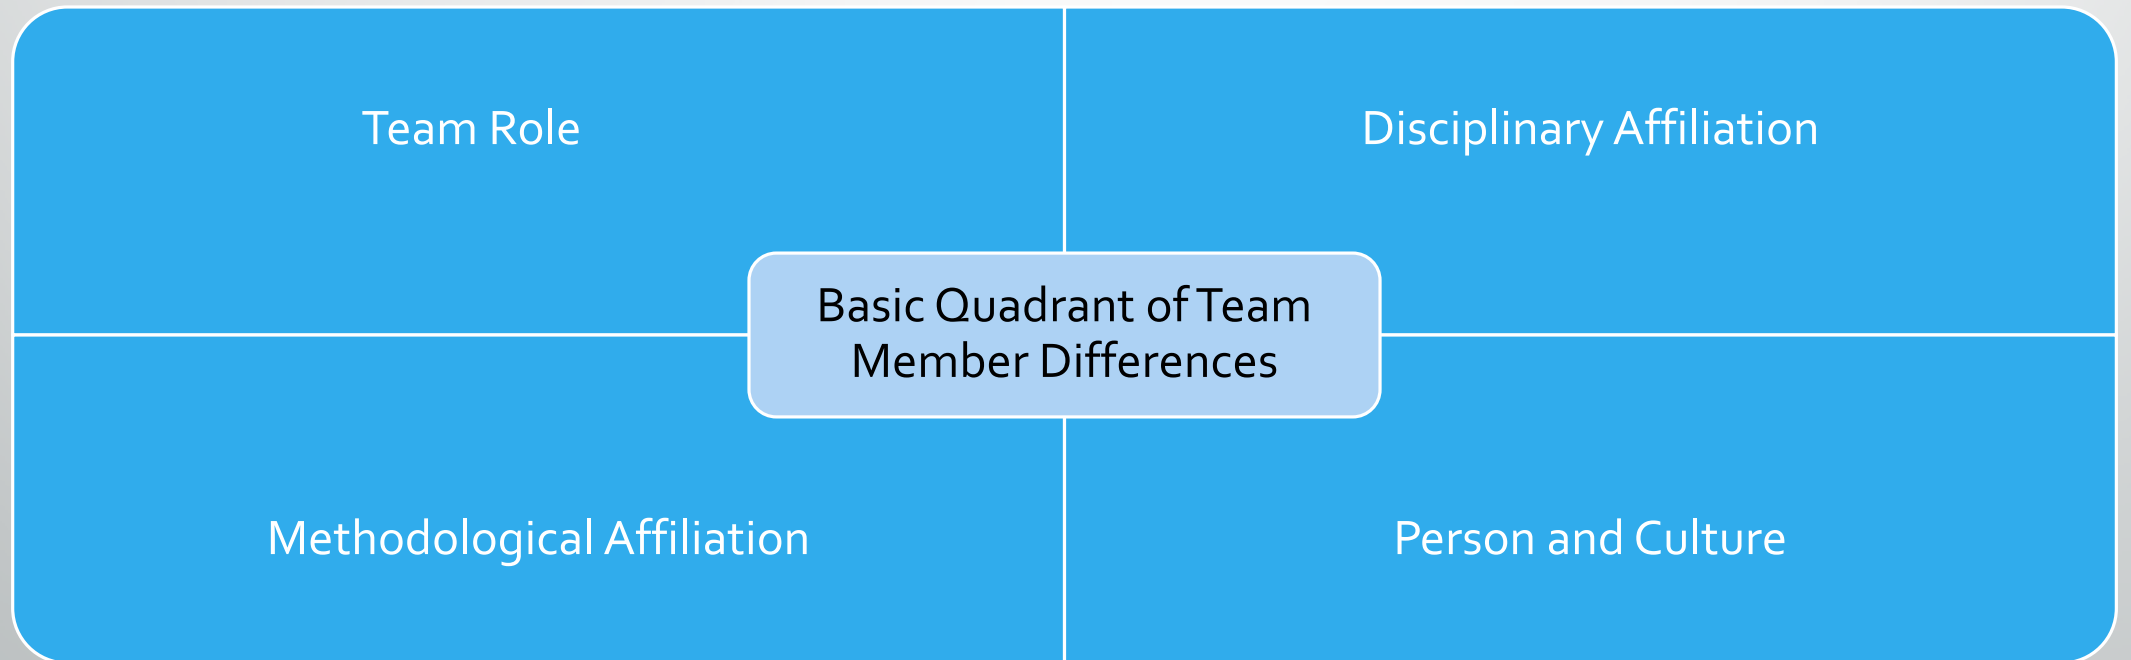 Team Role
Disciplinary Affiliation
Basic Quadrant of Team
Member Differences
Methodological Affiliation
Person and Culture